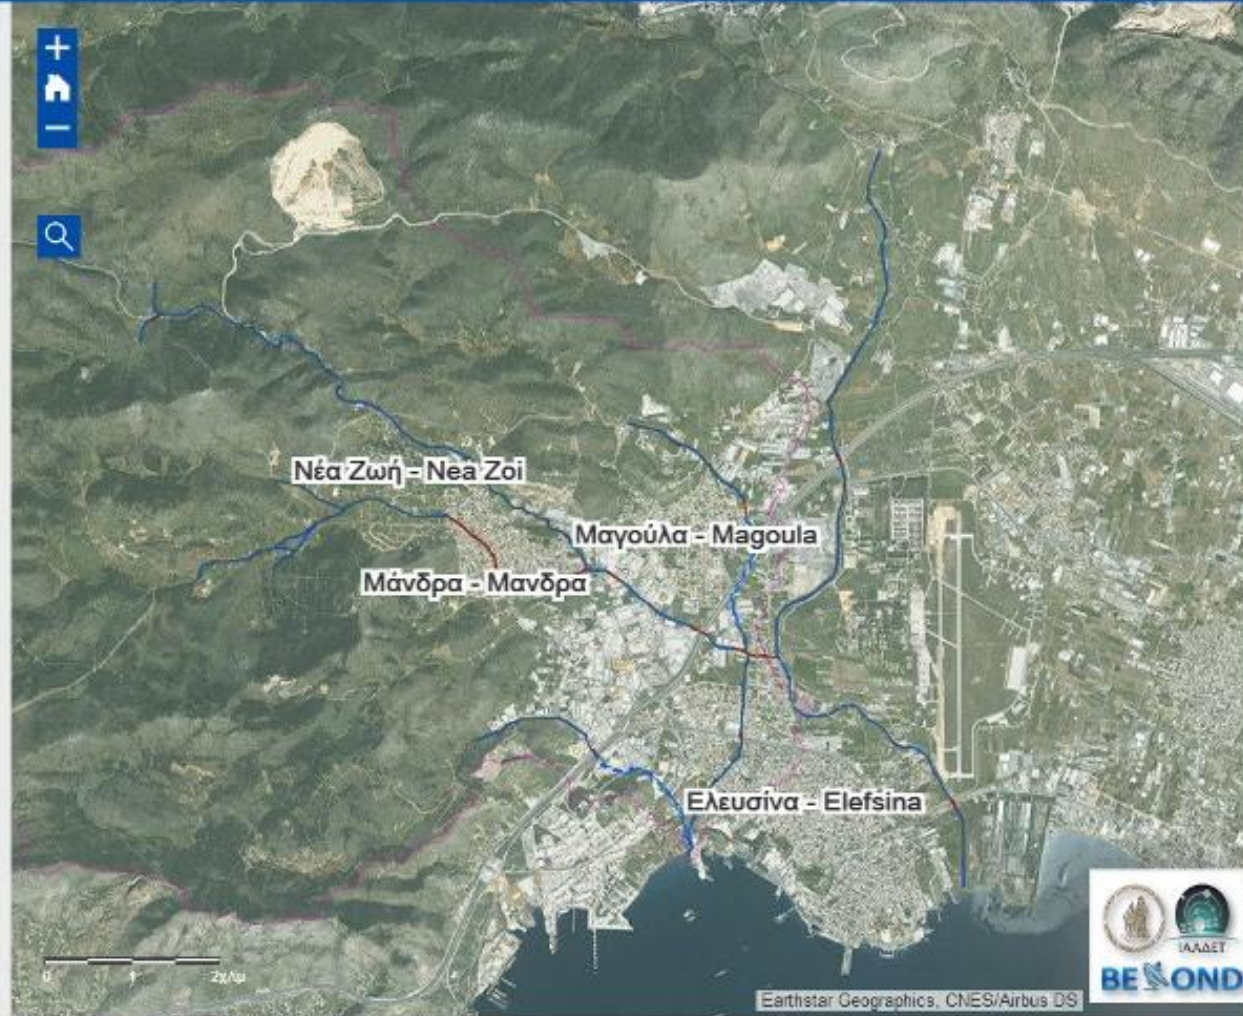 Νέα Ζωή - Nea Zoi
Μαγούλα - Magoula
Μάνδρα - Μανδρα
Ελευσίνα - Elefsina
0 1 2χλμ
ΙΑΑΔΕΤ
BEYOND
Earthstar Geographics, CNES/Airbus DS